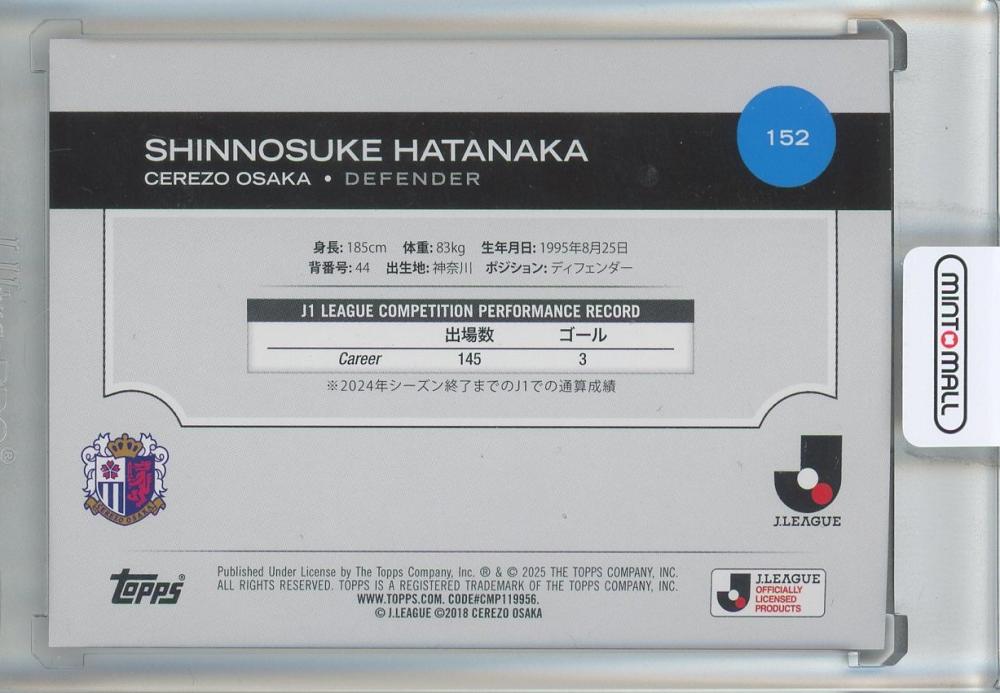 152
SHINNOSUKE HATANAKA
CEREZO OSAKA • DEFENDER
身長: 185cm 体重: 83kg 生年月日: 1995年8月25日
背番号: 44 出生地: 神奈川 ポジション: ディフェンダー
J1 LEAGUE COMPETITION PERFORMANCE RECORD
出場数 ゴール
Career 145 3
※2024年シーズン終了までのJ1での通算成績
CEREZO OSAKA
J.LEAGUE
Topps®
Published Under License by The Topps Company, Inc. ® & © 2025 THE TOPPS COMPANY, INC.
ALL RIGHTS RESERVED. TOPPS IS A REGISTERED TRADEMARK OF THE TOPPS COMPANY, INC.
WWW.TOPPS.COM. CODE#CMP119956.
© J.LEAGUE ©2018 CEREZO OSAKA
J.LEAGUE
OFFICIALLY
LICENSED
PRODUCTS
MINTMALL